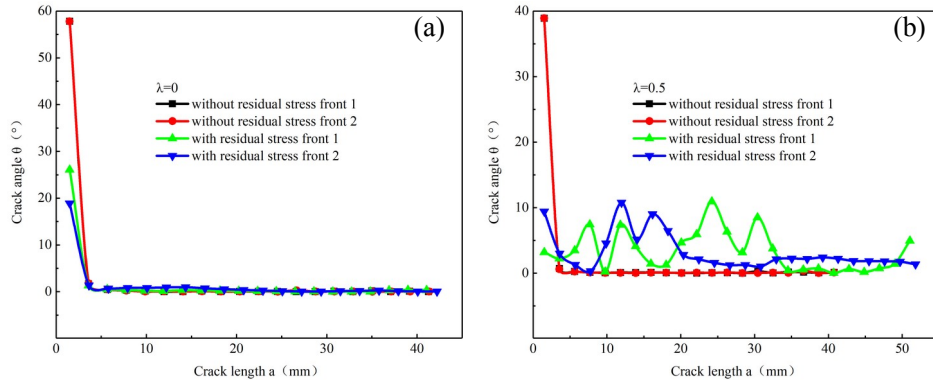 (a)
60
50
40
30
20
10
0
Crack angle θ（°）
λ=0
without residual stress front 1
without residual stress front 2
with residual stress front 1
with residual stress front 2
0 10 20 30 40
Crack length a（mm）
(b)
40
30
20
10
0
Crack angle θ（°）
λ=0.5
without residual stress front 1
without residual stress front 2
with residual stress front 1
with residual stress front 2
0 10 20 30 40 50
Crack length a（mm）